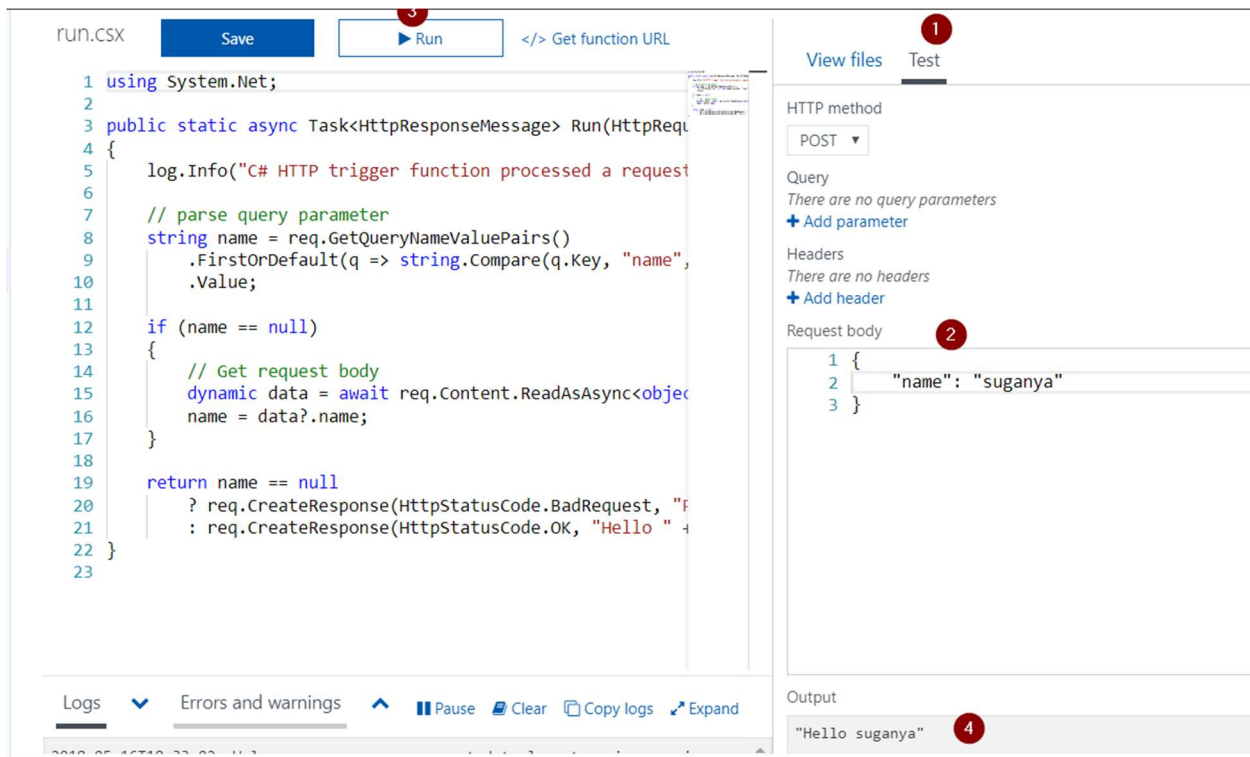 run.csx
Save
3
Run
</> Get function URL
1 using System.Net;
2
3 public static async Task<HttpResponseMessage> Run(HttpRequ
4 {
5 log.Info("C# HTTP trigger function processed a request
6
7 // parse query parameter
8 string name = req.GetQueryNameValuePairs()
9 .FirstOrDefault(q => string.Compare(q.Key, "name",
10 .Value;
11
12 if (name == null)
13 {
14 // Get request body
15 dynamic data = await req.Content.ReadAsAsync<objec
16 name = data?.name;
17 }
18
19 return name == null
20 ? req.CreateResponse(HttpStatusCode.BadRequest, "P
21 : req.CreateResponse(HttpStatusCode.OK, "Hello " +
22 }
23
Logs
Errors and warnings
Pause
Clear
Copy logs
Expand
1
View files
Test
HTTP method
POST
Query
There are no query parameters
+ Add parameter
Headers
There are no headers
+ Add header
Request body
2
1 {
2 "name": "suganya"
3 }
Output
"Hello suganya"
4